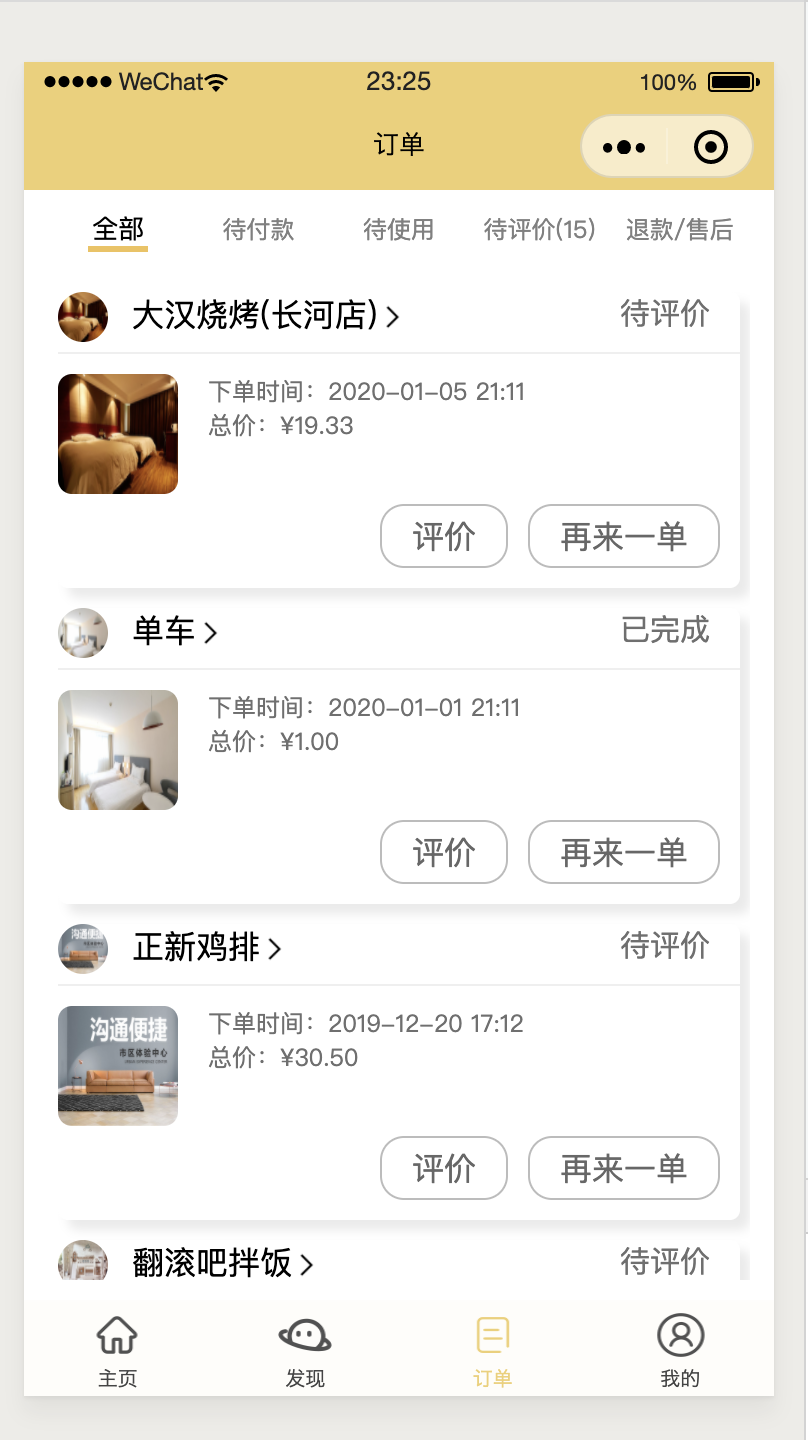 WeChat 23:25 100%
订单
全部 待付款 待使用 待评价(15) 退款/售后
大汉烧烤(长河店) 待评价
下单时间：2020-01-05 21:11
总价：¥19.33
评价 再来一单
单车 已完成
下单时间：2020-01-01 21:11
总价：¥1.00
评价 再来一单
沟通便捷 正新鸡排 待评价
沟通便捷
市区体验中心
下单时间：2019-12-20 17:12
总价：¥30.50
评价 再来一单
翻滚吧拌饭 待评价
主页 发现 订单 我的